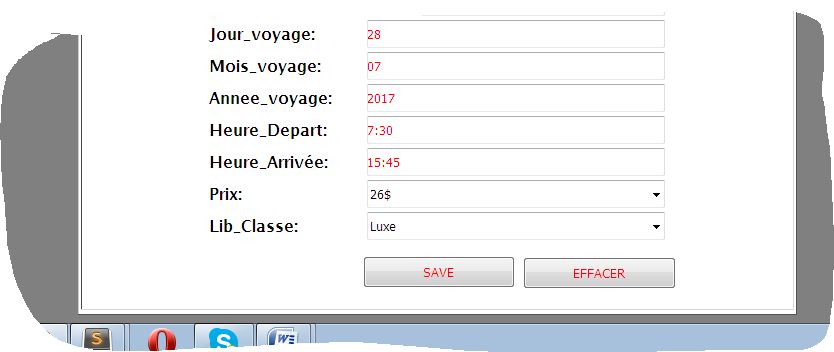 Jour_voyage: 28
Mois_voyage: 07
Annee_voyage: 2017
Heure_Depart: 7:30
Heure_Arrivée: 15:45
Prix: 26$
Lib_Classe: Luxe
SAVE EFFACER
S S W